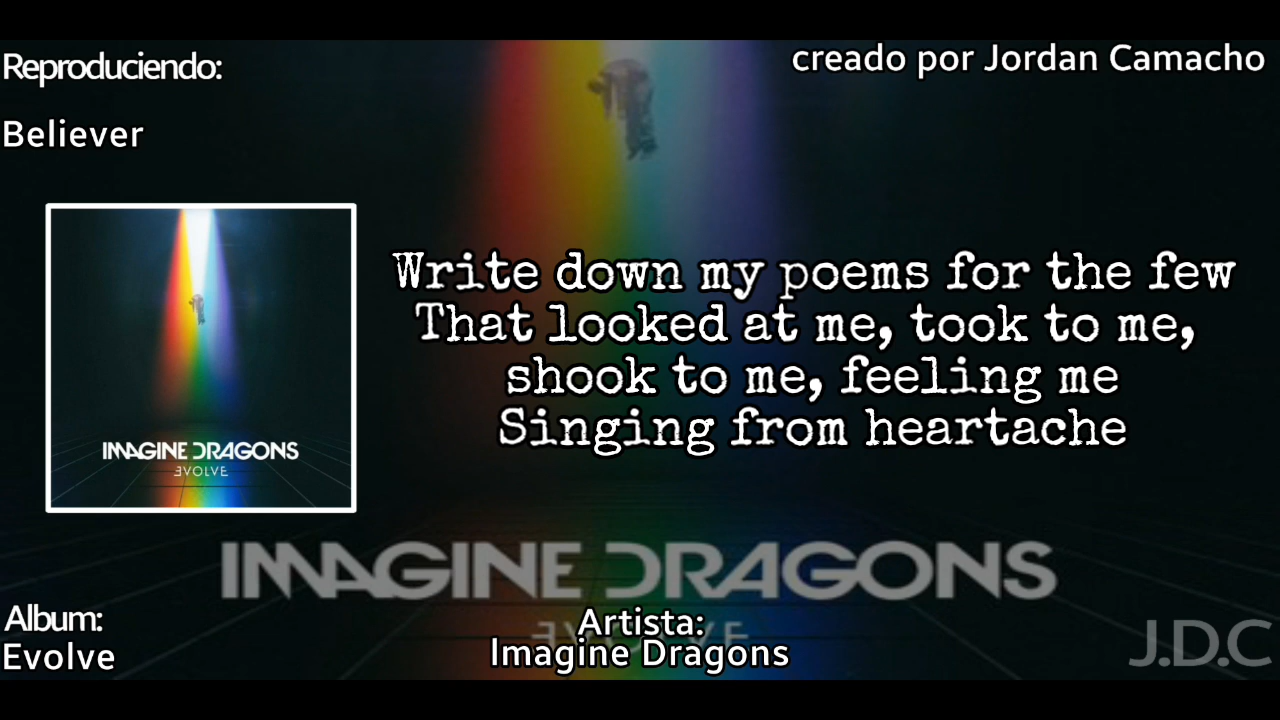 Reproduciendo:
creado por Jordan Camacho
Believer
Write down my poems for the few
That looked at me, took to me,
shook to me, feeling me
Singing from heartache
IMAGINE DRAGONS
EVOLVE
IMAGINE DRAGONS
EVOLVE
Album:
Evolve
Artista:
Imagine Dragons
J.D.C